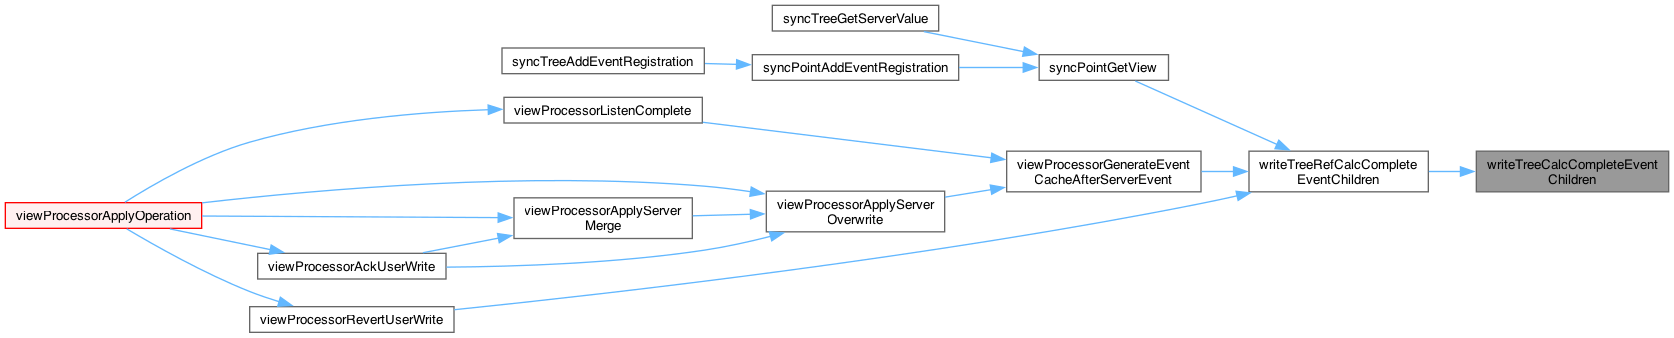 syncTreeGetServerValue
syncTreeAddEventRegistration
syncPointAddEventRegistration
syncPointGetView
viewProcessorListenComplete
viewProcessorGenerateEvent
CacheAfterServerEvent
writeTreeRefCalcComplete
EventChildren
writeTreeCalcCompleteEvent
Children
viewProcessorApplyOperation
viewProcessorApplyServer
Merge
viewProcessorApplyServer
Overwrite
viewProcessorAckUserWrite
viewProcessorRevertUserWrite